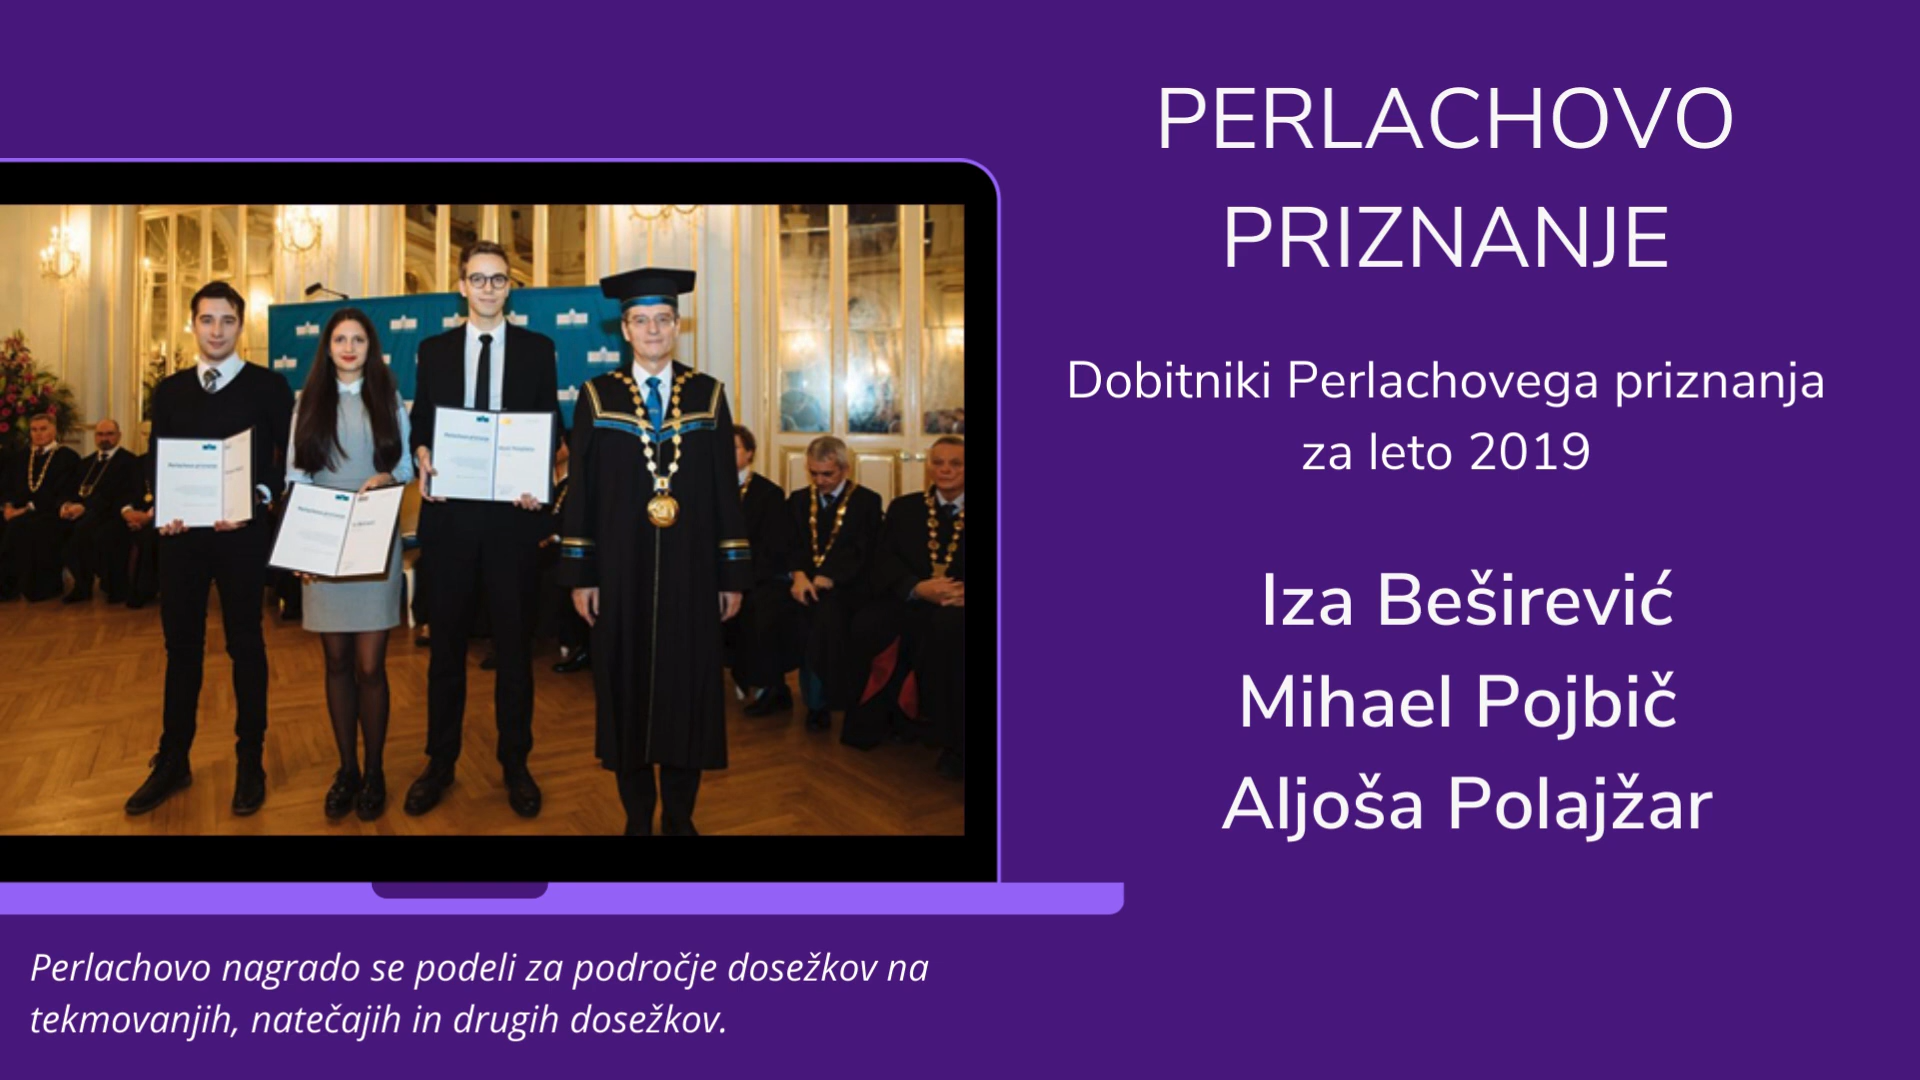 PERLACHOVO
PRIZNANJE
Dobitniki Perlachovega priznanja
za leto 2019
Iza Beširević
Mihael Pojbič
Aljoša Polajžar
Perlachovo nagrado se podeli za področje dosežkov na
tekmovanjih, natečajih in drugih dosežkov.